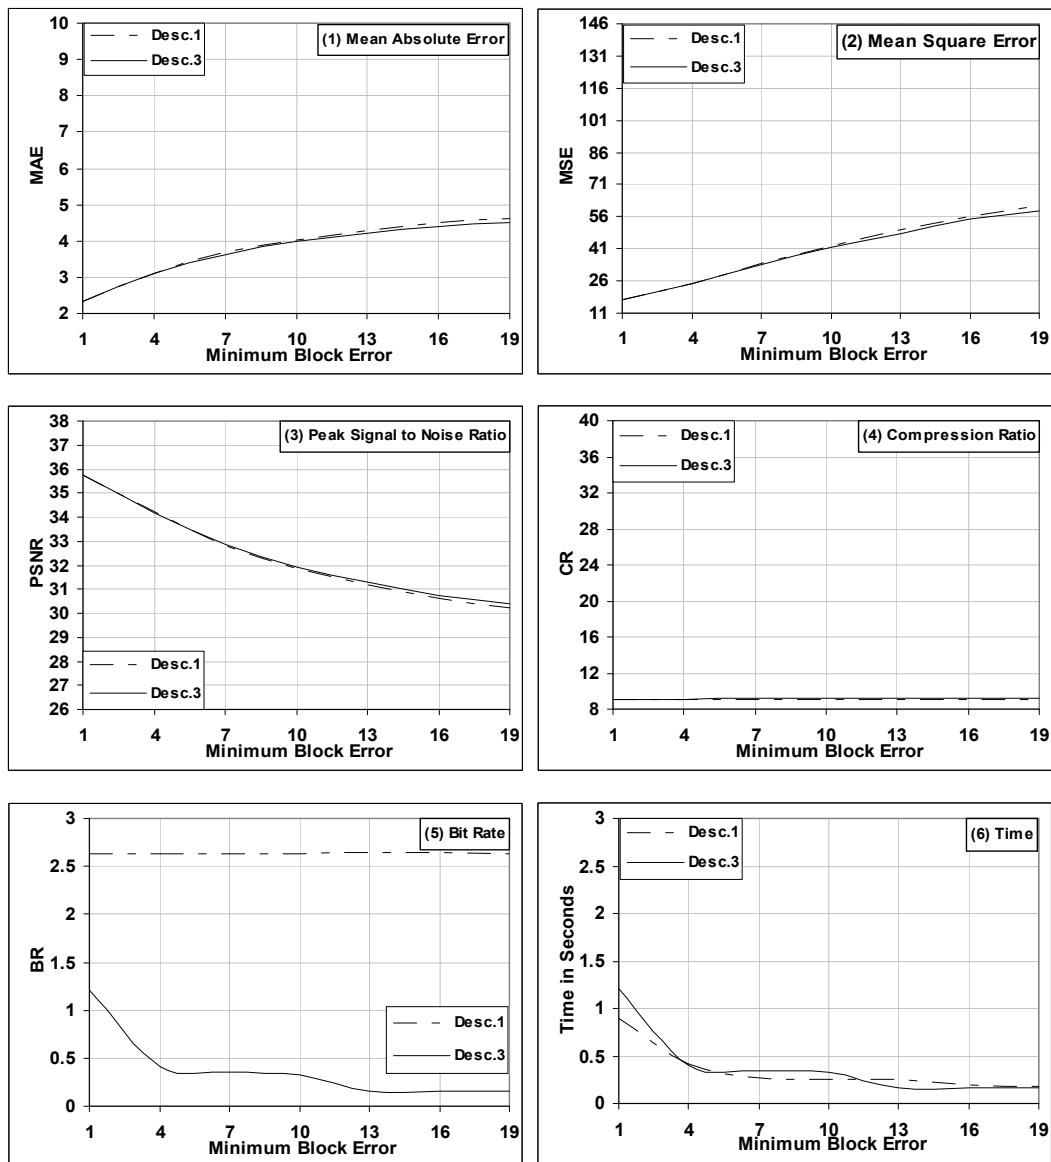 (1) Mean Absolute Error
Desc.1
Desc.3
MAE
10
9
8
7
6
5
4
3
2
1 4 7 10 13 16 19
Minimum Block Error
(2) Mean Square Error
Desc.1
Desc.3
MSE
146
131
116
101
86
71
56
41
26
11
1 4 7 10 13 16 19
Minimum Block Error
(3) Peak Signal to Noise Ratio
Desc.1
Desc.3
PSNR
38
37
36
35
34
33
32
31
30
29
28
27
26
1 4 7 10 13 16 19
Minimum Block Error
(4) Compression Ratio
Desc.1
Desc.3
CR
40
36
32
28
24
20
16
12
8
1 4 7 10 13 16 19
Minimum Block Error
(5) Bit Rate
Desc.1
Desc.3
BR
3
2.5
2
1.5
1
0.5
0
1 4 7 10 13 16 19
Minimum Block Error
(6) Time
Desc.1
Desc.3
Time in Seconds
3
2.5
2
1.5
1
0.5
0
1 4 7 10 13 16 19
Minimum Block Error